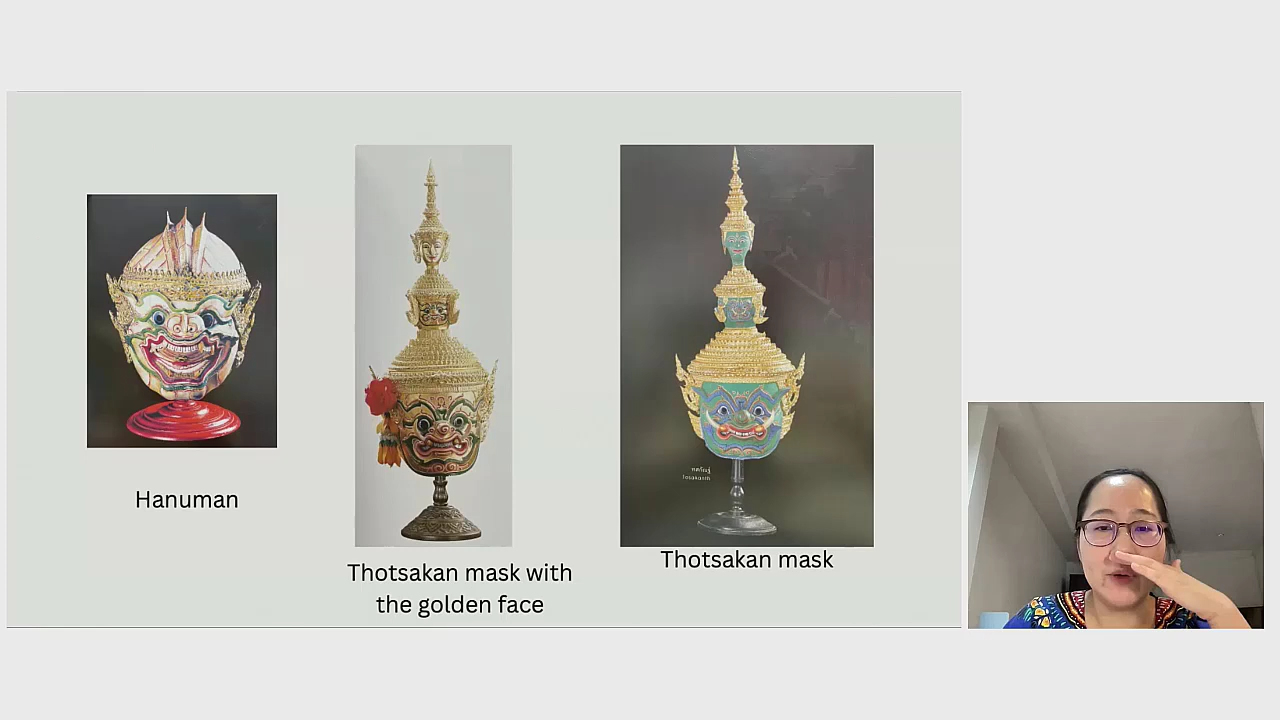 Hanuman
Thotsakan mask with
the golden face
Thotsakan mask